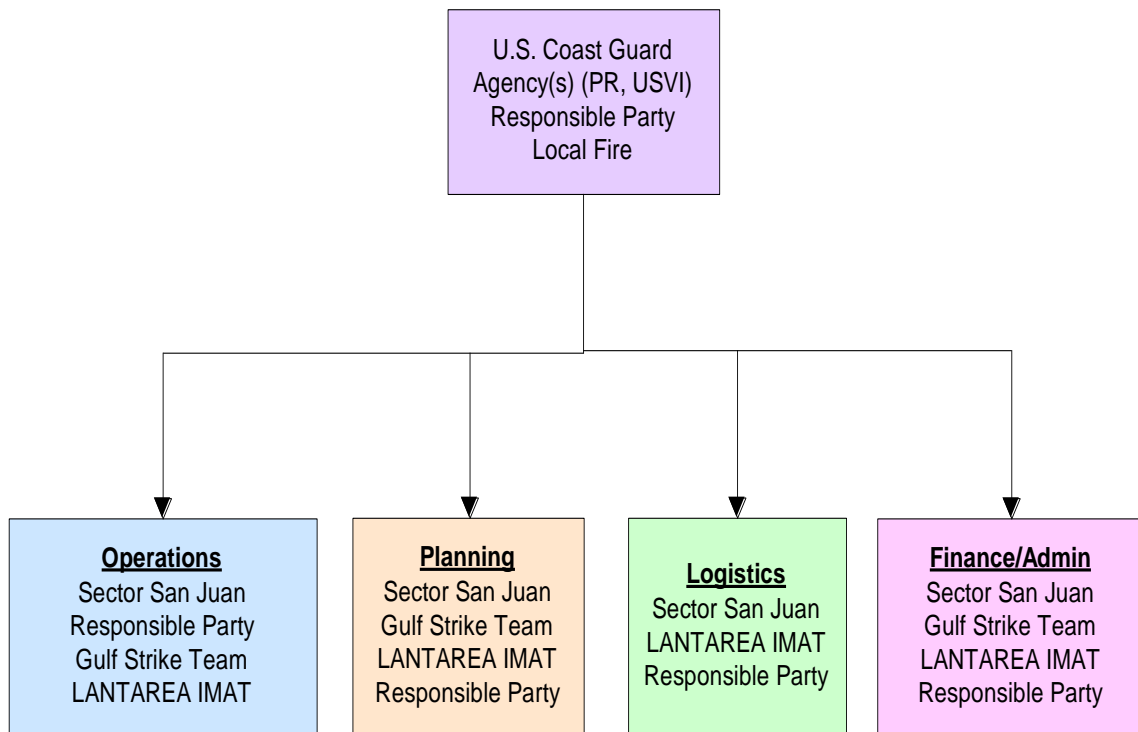 U.S. Coast Guard
Agency(s) (PR, USVI)
Responsible Party
Local Fire
Operations
Sector San Juan
Responsible Party
Gulf Strike Team
LANTAREA IMAT
Planning
Sector San Juan
Gulf Strike Team
LANTAREA IMAT
Responsible Party
Logistics
Sector San Juan
LANTAREA IMAT
Responsible Party
Finance/Admin
Sector San Juan
Gulf Strike Team
LANTAREA IMAT
Responsible Party